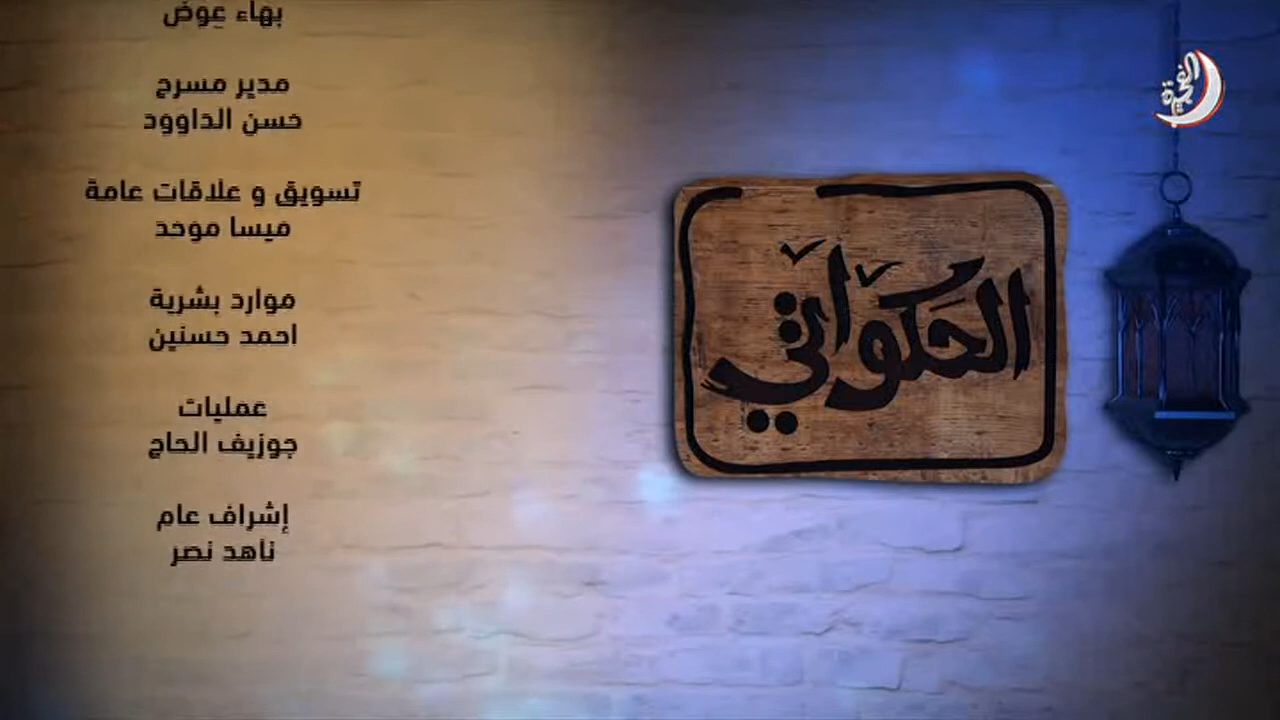 بهاء عوض
مدير مسرح
حسن الداوود
تسويق و علاقات عامة
ميسا موحد
موارد بشرية
احمد حسنين
عمليات
جوزيف الحاج
إشراف عام
ناهد نصر
الحكواتي
الفجيرة